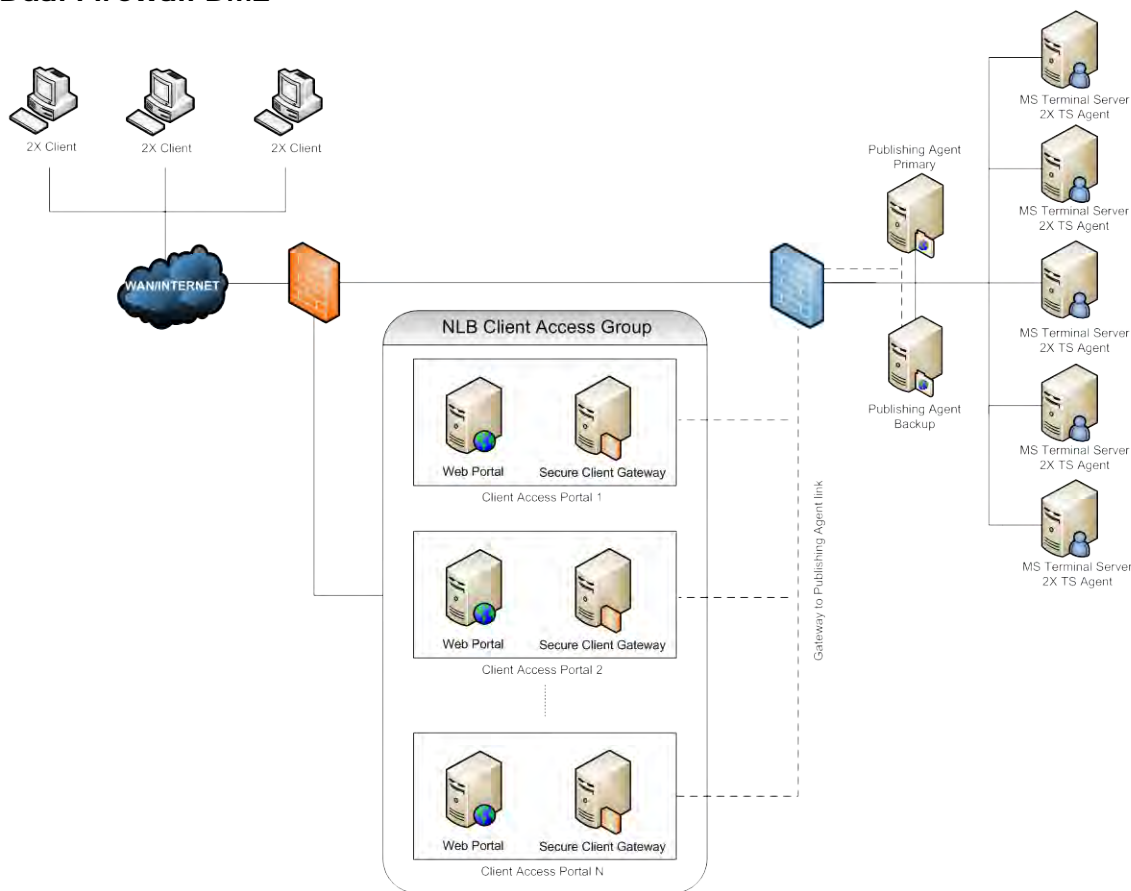 Dual Firewall DMZ
2X Client
2X Client
2X Client
WAN/INTERNET
NLB Client Access Group
Web Portal
Secure Client Gateway
Client Access Portal 1
Web Portal
Secure Client Gateway
Client Access Portal 2
Web Portal
Secure Client Gateway
Client Access Portal N
Gateway to Publishing Agent link
Publishing Agent
Primary
Publishing Agent
Backup
MS Terminal Server
2X TS Agent
MS Terminal Server
2X TS Agent
MS Terminal Server
2X TS Agent
MS Terminal Server
2X TS Agent
MS Terminal Server
2X TS Agent